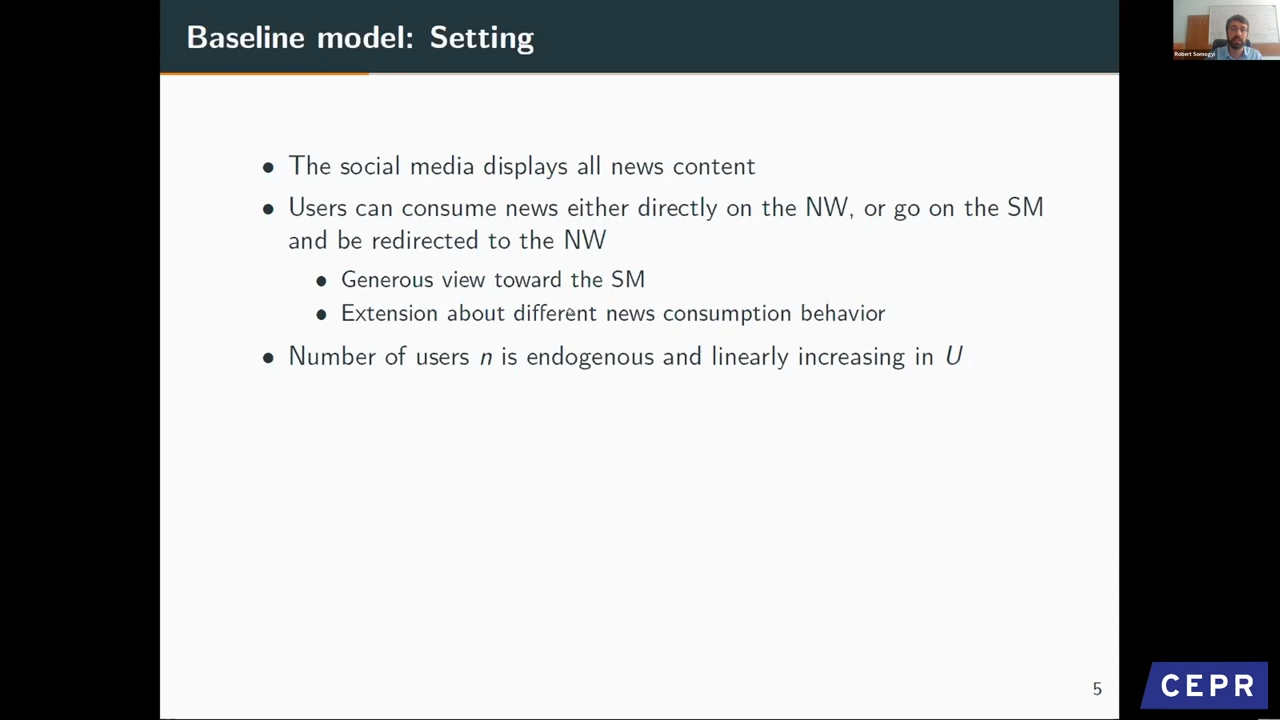 Baseline model: Setting
Robert Somogyi
• The social media displays all news content
• Users can consume news either directly on the NW, or go on the SM
and be redirected to the NW
• Generous view toward the SM
• Extension about different news consumption behavior
• Number of users n is endogenous and linearly increasing in U
5
CEPR